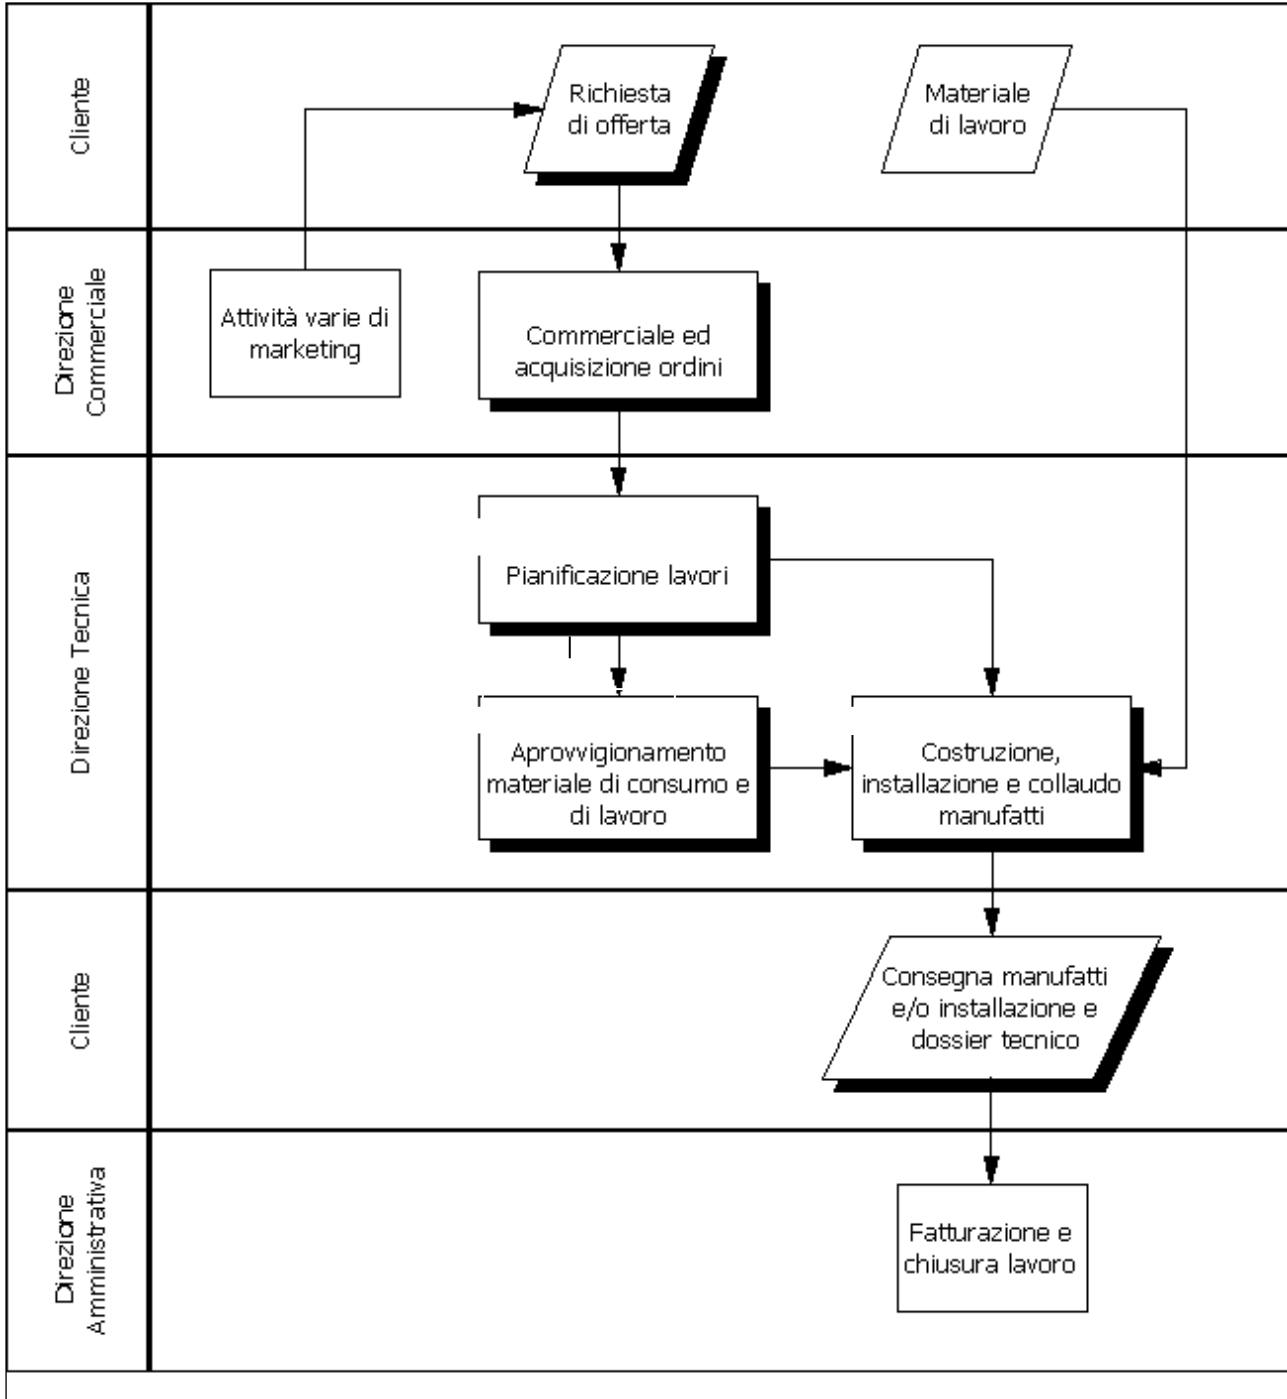 Cliente
Richiesta
di offerta
Materiale
di lavoro
Direzione
Commerciale
Attività varie di
marketing
Commerciale ed
acquisizione ordini
Direzione Tecnica
Pianificazione lavori
Aprovvigionamento
materiale di consumo e
di lavoro
Costruzione,
installazione e collaudo
manufatti
Cliente
Consegna manufatti
e/o installazione e
dossier tecnico
Direzione
Amministrativa
Fatturazione e
chiusura lavoro